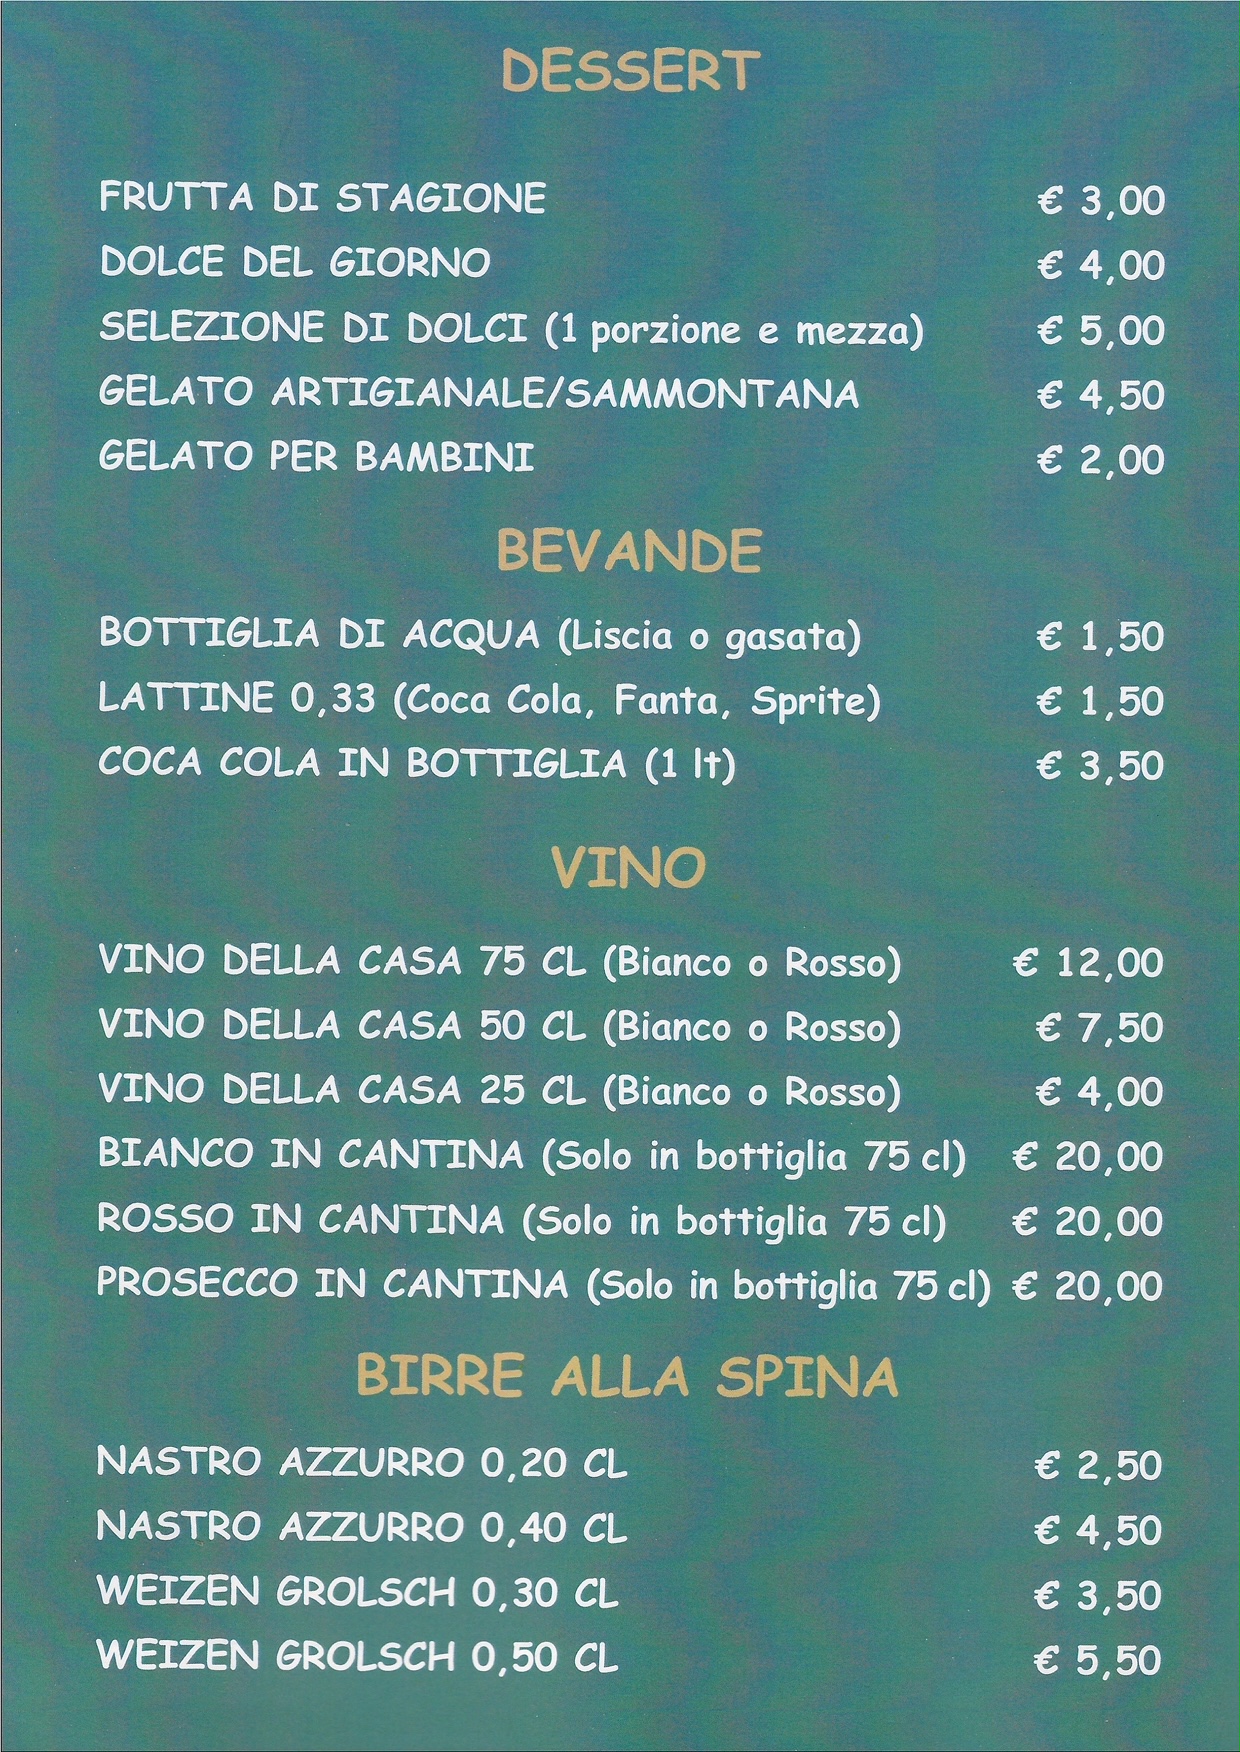 DESSERT
FRUTTA DI STAGIONE € 3,00
DOLCE DEL GIORNO € 4,00
SELEZIONE DI DOLCI (1 porzione e mezza) € 5,00
GELATO ARTIGIANALE/SAMMONTANA € 4,50
GELATO PER BAMBINI € 2,00
BEVANDE
BOTTIGLIA DI ACQUA (Liscia o gasata) € 1,50
LATTINE 0,33 (Coca Cola, Fanta, Sprite) € 1,50
COCA COLA IN BOTTIGLIA (1 lt) € 3,50
VINO
VINO DELLA CASA 75 CL (Bianco o Rosso) € 12,00
VINO DELLA CASA 50 CL (Bianco o Rosso) € 7,50
VINO DELLA CASA 25 CL (Bianco o Rosso) € 4,00
BIANCO IN CANTINA (Solo in bottiglia 75 cl) € 20,00
ROSSO IN CANTINA (Solo in bottiglia 75 cl) € 20,00
PROSECCO IN CANTINA (Solo in bottiglia 75 cl) € 20,00
BIRRE ALLA SPINA
NASTRO AZZURRO 0,20 CL € 2,50
NASTRO AZZURRO 0,40 CL € 4,50
WEIZEN GROLSCH 0,30 CL € 3,50
WEIZEN GROLSCH 0,50 CL € 5,50